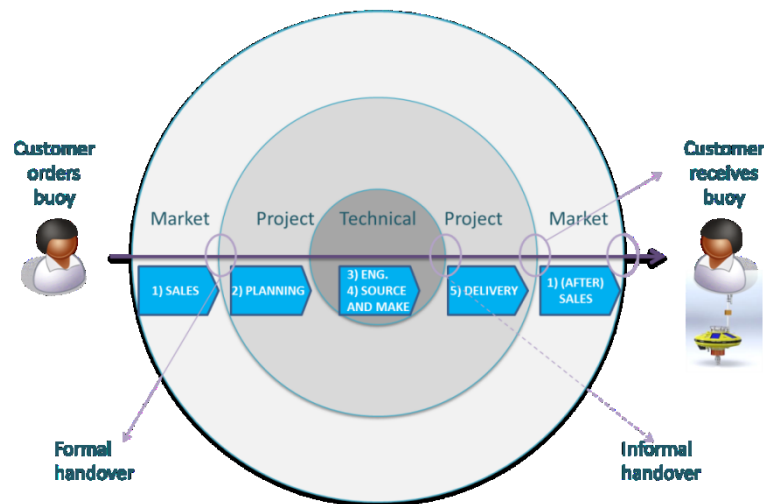 Customer
orders
buoy
Customer
receives
buoy
Market
Project
Technical
Project
Market
1) SALES
2) PLANNING
3) ENG.
4) SOURCE
AND MAKE
5) DELIVERY
1) (AFTER)
SALES
Formal
handover
Informal
handover